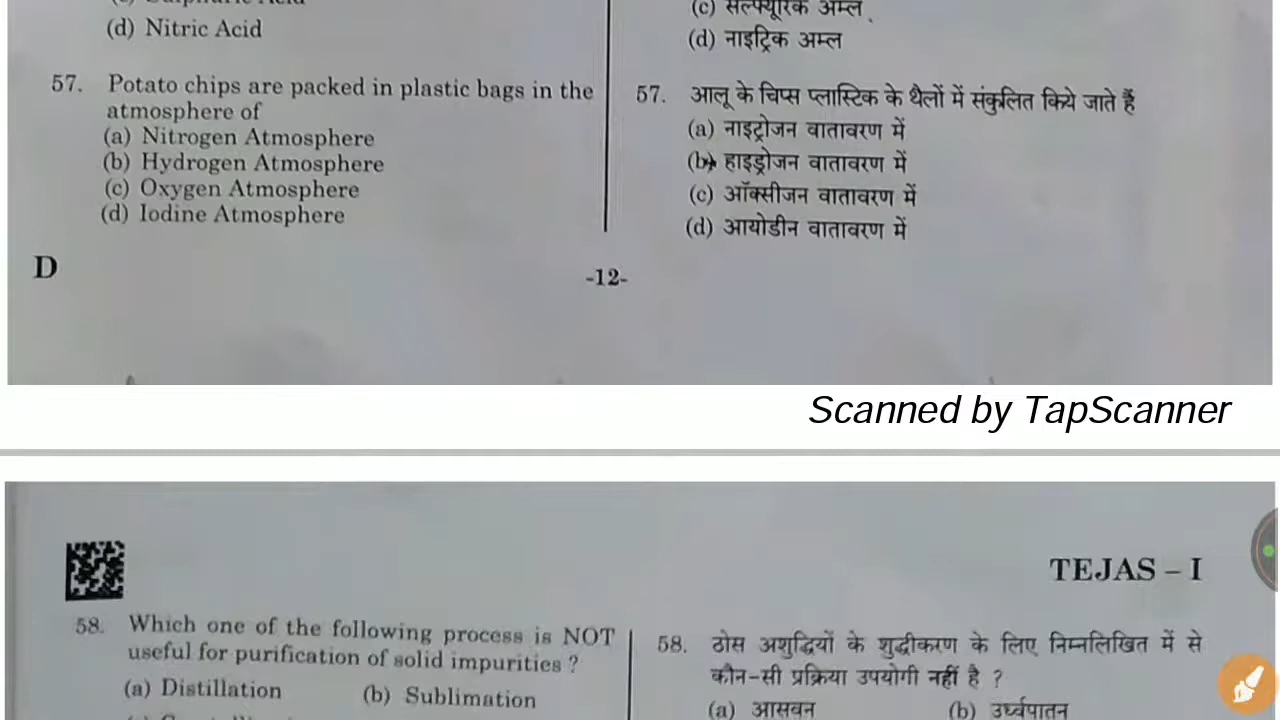 (d) Nitric Acid
57. Potato chips are packed in plastic bags in the
atmosphere of
(a) Nitrogen Atmosphere
(b) Hydrogen Atmosphere
(c) Oxygen Atmosphere
(d) Iodine Atmosphere
(c) सल्फ्यूरिक अम्ल
(d) नाइट्रिक अम्ल
57. आलू के चिप्स प्लास्टिक के थैलों में संकुलित किये जाते हैं
(a) नाइट्रोजन वातावरण में
(b) हाइड्रोजन वातावरण में
(c) ऑक्सीजन वातावरण में
(d) आयोडीन वातावरण में
D
-12-
Scanned by TapScanner
TEJAS – I
58. Which one of the following process is NOT
useful for purification of solid impurities ?
(a) Distillation (b) Sublimation
58. ठोस अशुद्धियों के शुद्धीकरण के लिए निम्नलिखित में से
कौन-सी प्रक्रिया उपयोगी नहीं है ?
(a) आसवन (b) उर्ध्वपातन